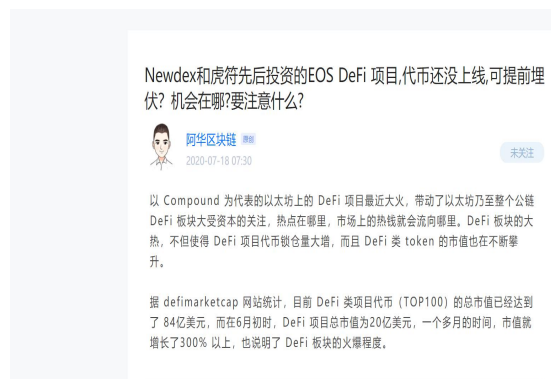 Newdex和虎符先后投资的EOS DeFi 项目,代币还没上线,可提前埋
伏？机会在哪?要注意什么?
阿华区块链 原创
2020-07-18 07:30
未关注
以 Compound 为代表的以太坊上的 DeFi 项目最近大火，带动了以太坊乃至整个公链
DeFi 板块大受资本的关注，热点在哪里，市场上的热钱就会流向哪里。DeFi 板块的大
热，不但使得 DeFi 项目代币锁仓量大增，而且 DeFi 类 token 的市值也在不断攀
升。
据 defimarketcap 网站统计，目前 DeFi 类项目代币（TOP100）的总市值已经达到
了 84亿美元，而在6月初时，DeFi 项目总市值为20亿美元，一个多月的时间，市值就
增长了300% 以上，也说明了 DeFi 板块的火爆程度。